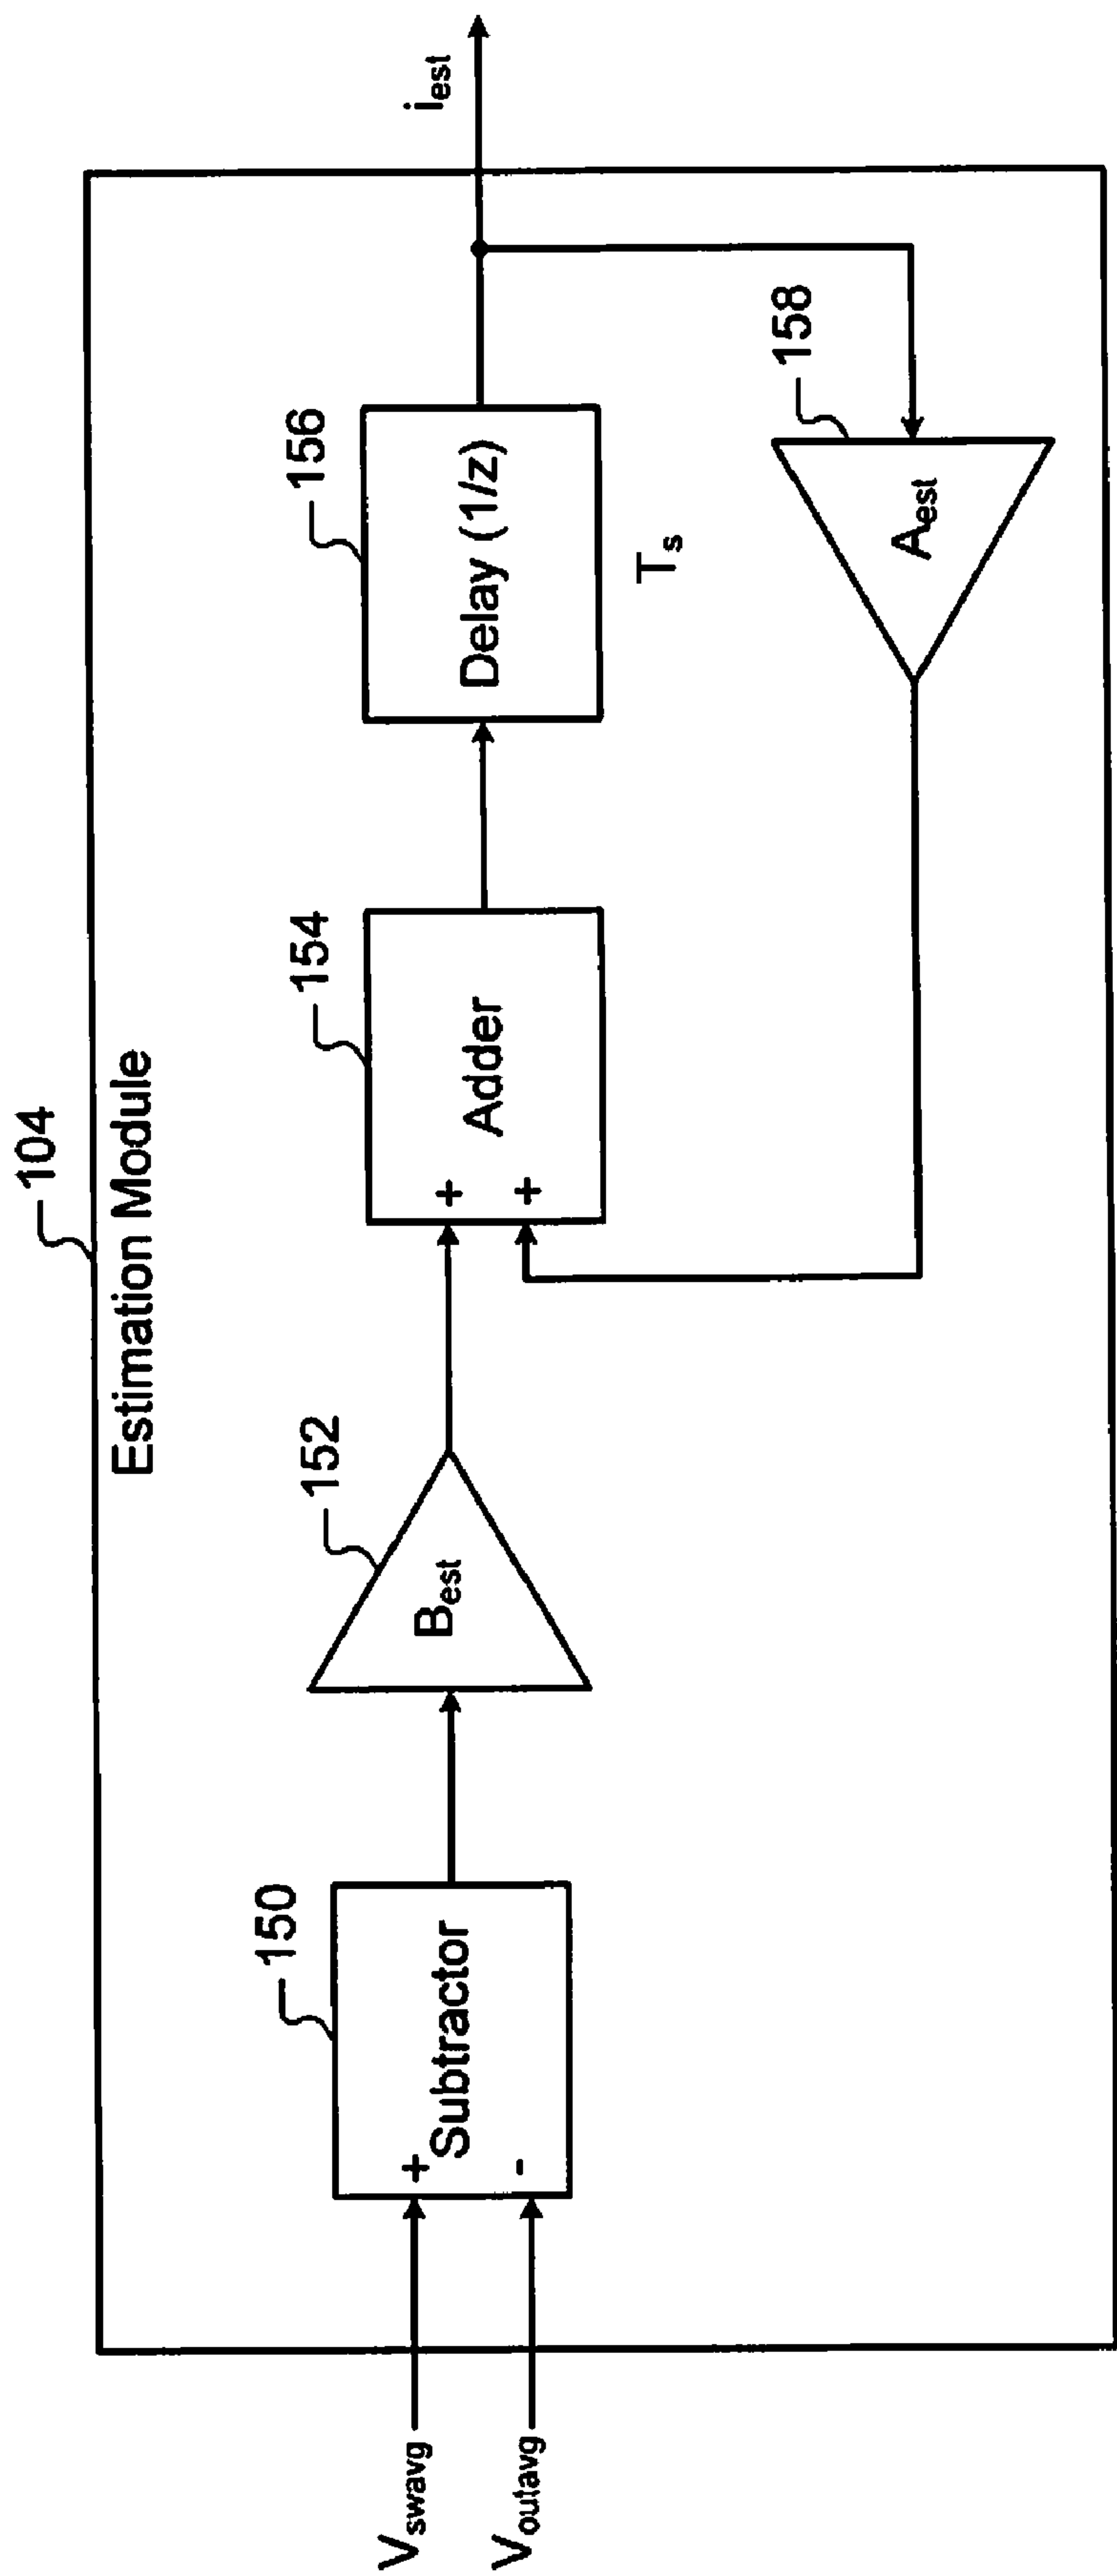 104
Estimation Module
V_swavg
V_outavg
+
-
Subtractor
150
B_est
152
+
+
Adder
154
Delay (1/z)
156
T_s
A_est
158
i_est